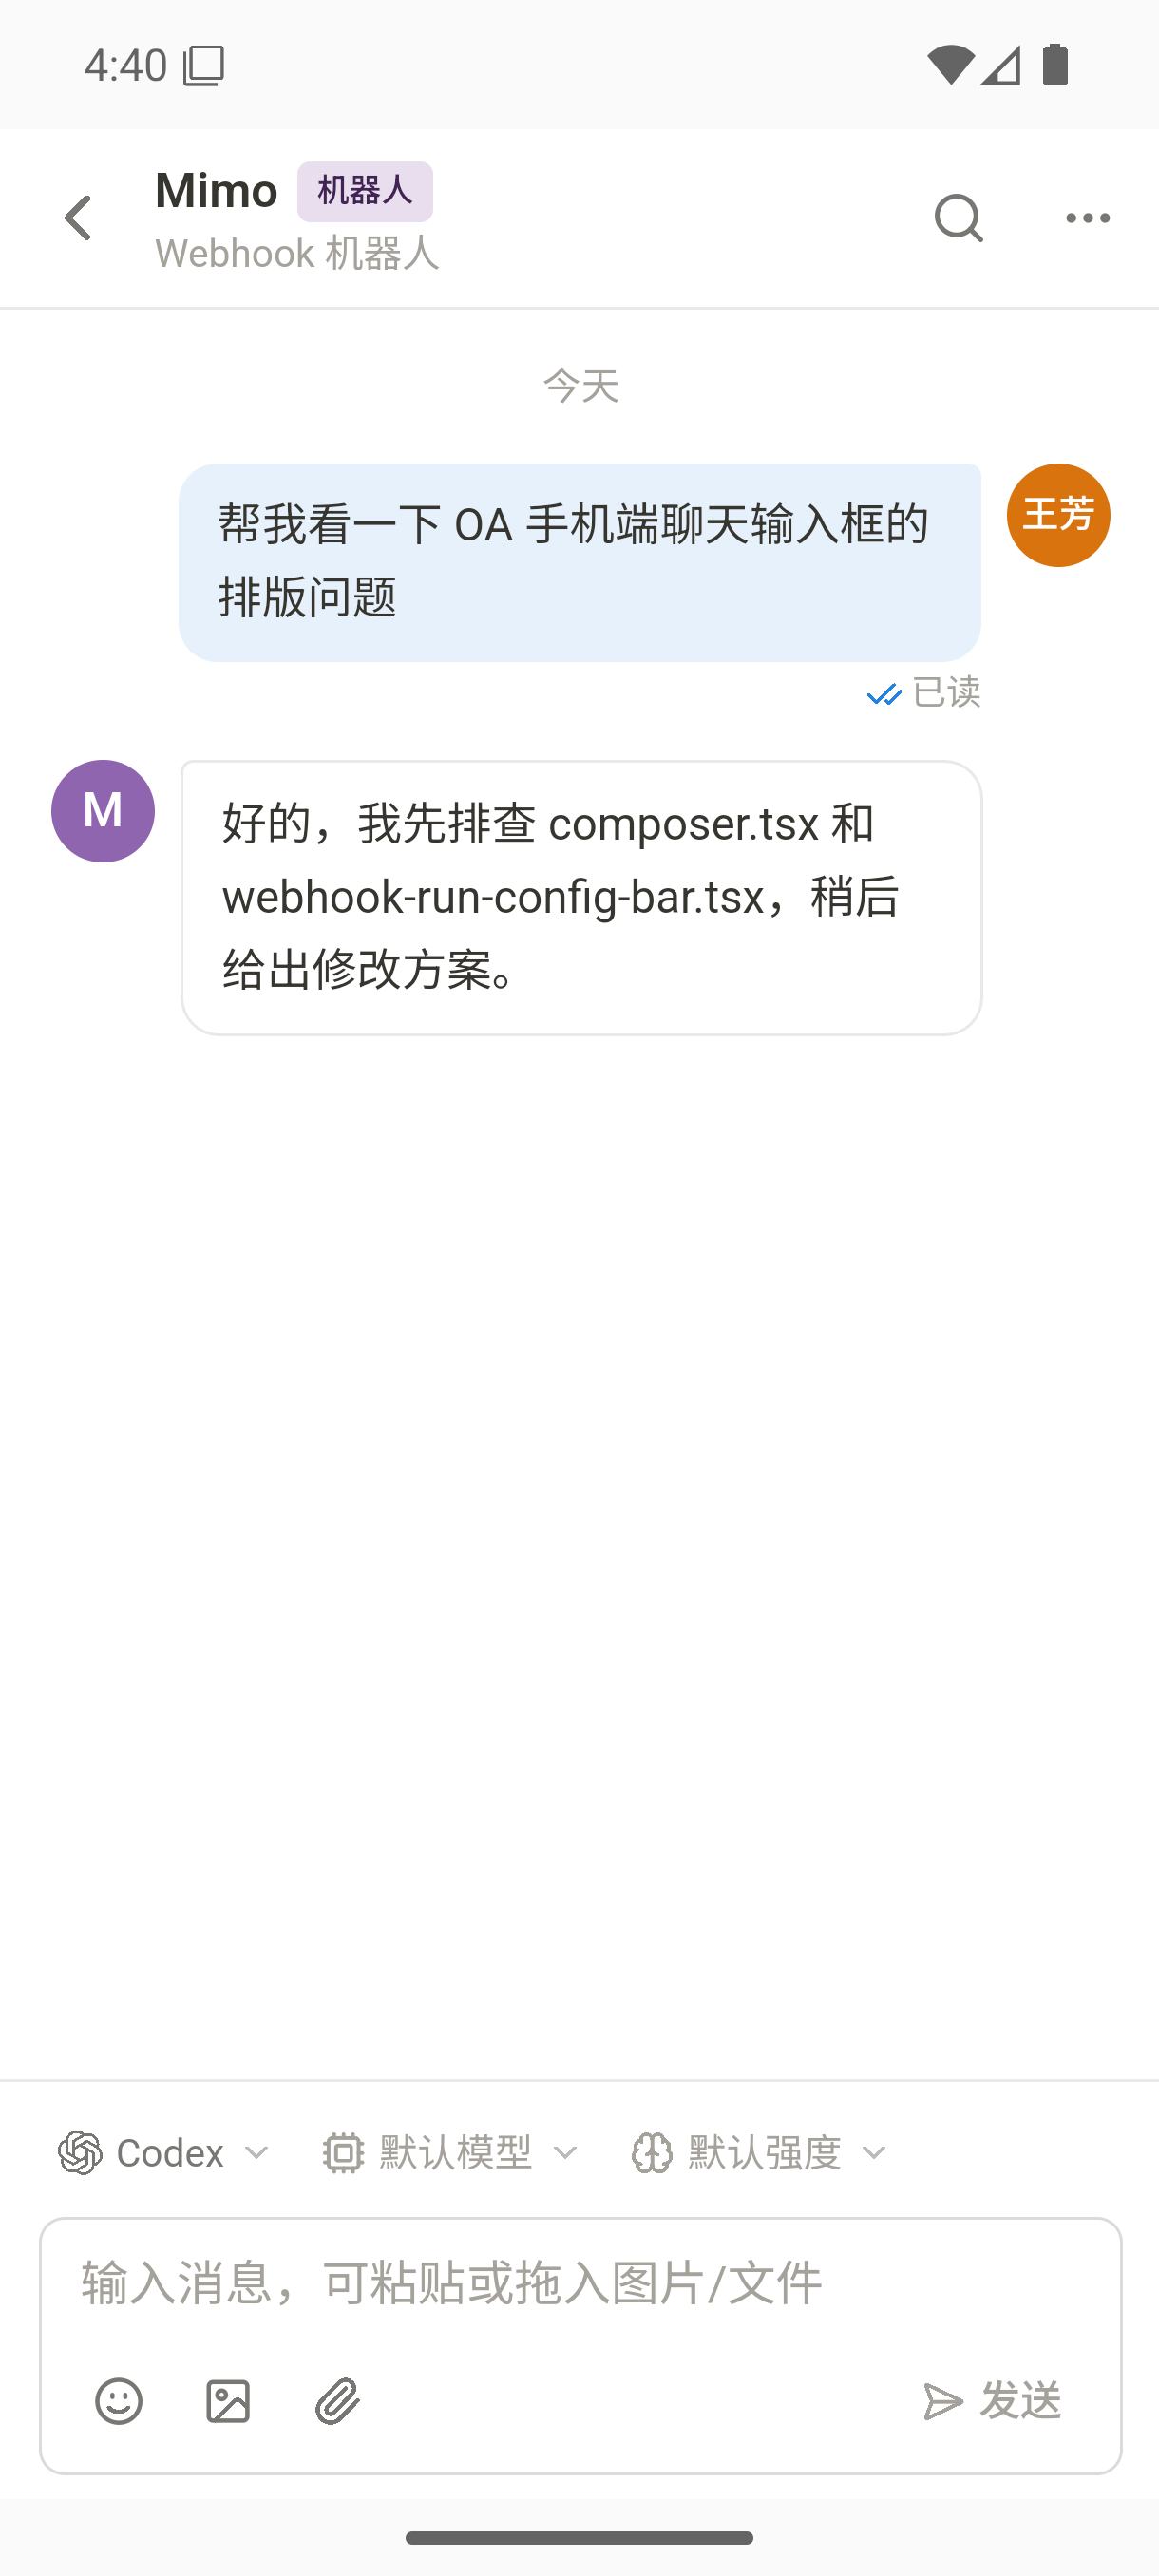 4:40
Mimo 机器人
Webhook 机器人
今天
帮我看一下 OA 手机端聊天输入框的
排版问题
王芳
已读
M
好的，我先排查 composer.tsx 和
webhook-run-config-bar.tsx，稍后
给出修改方案。
Codex 默认模型 默认强度
输入消息，可粘贴或拖入图片/文件
发送